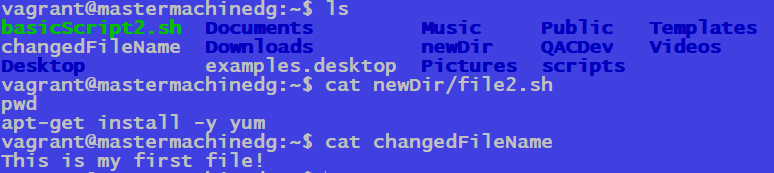 vagrant@mastermachinedg:~$ ls
basicScript2.sh Documents Music Public Templates
changedFileName Downloads newDir QACDev Videos
Desktop examples.desktop Pictures scripts
vagrant@mastermachinedg:~$ cat newDir/file2.sh
pwd
apt-get install -y yum
vagrant@mastermachinedg:~$ cat changedFileName
This is my first file!